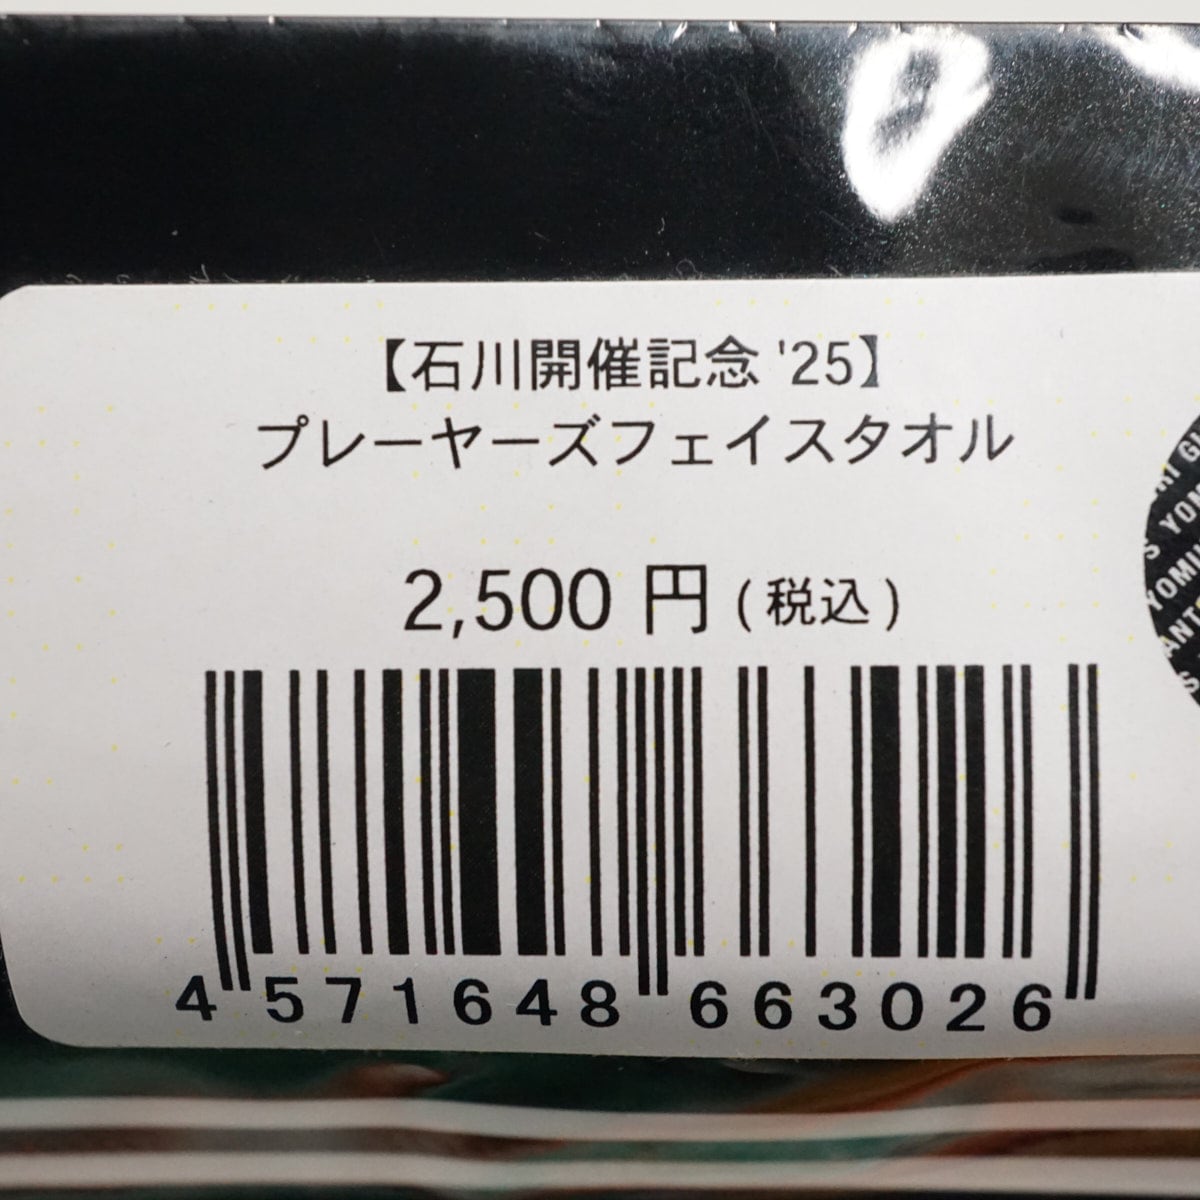 【石川開催記念 '25】
プレーヤーズフェイスタオル
2,500 円 (税込)
4 571648 663026
YOMI